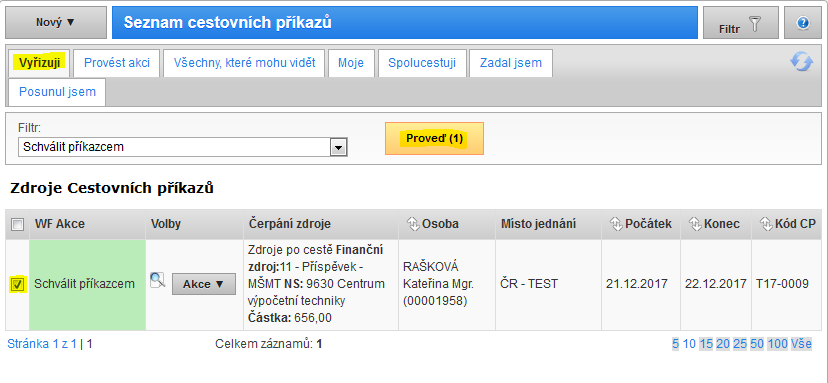 Nový ▼
Seznam cestovních příkazů
Filtr
Vyřizuji
Provést akci
Všechny, které mohu vidět
Moje
Spolucestuji
Zadal jsem
Posunul jsem
Filtr:
Schválit příkazcem
Proveď (1)
Zdroje Cestovních příkazů
WF Akce
Volby
Čerpání zdroje
Osoba
Místo jednání
Počátek
Konec
Kód CP
Schválit příkazcem
Akce ▼
Zdroje po cestě Finanční
zdroj:11 - Příspěvek -
MŠMT NS: 9630 Centrum
výpočetní techniky
Částka: 656,00
RAŠKOVÁ
Kateřina Mgr.
(00001958)
ČR - TEST
21.12.2017
22.12.2017
T17-0009
Stránka 1 z 1 | 1
Celkem záznamů: 1
5 10 15 20 25 50 100 Vše